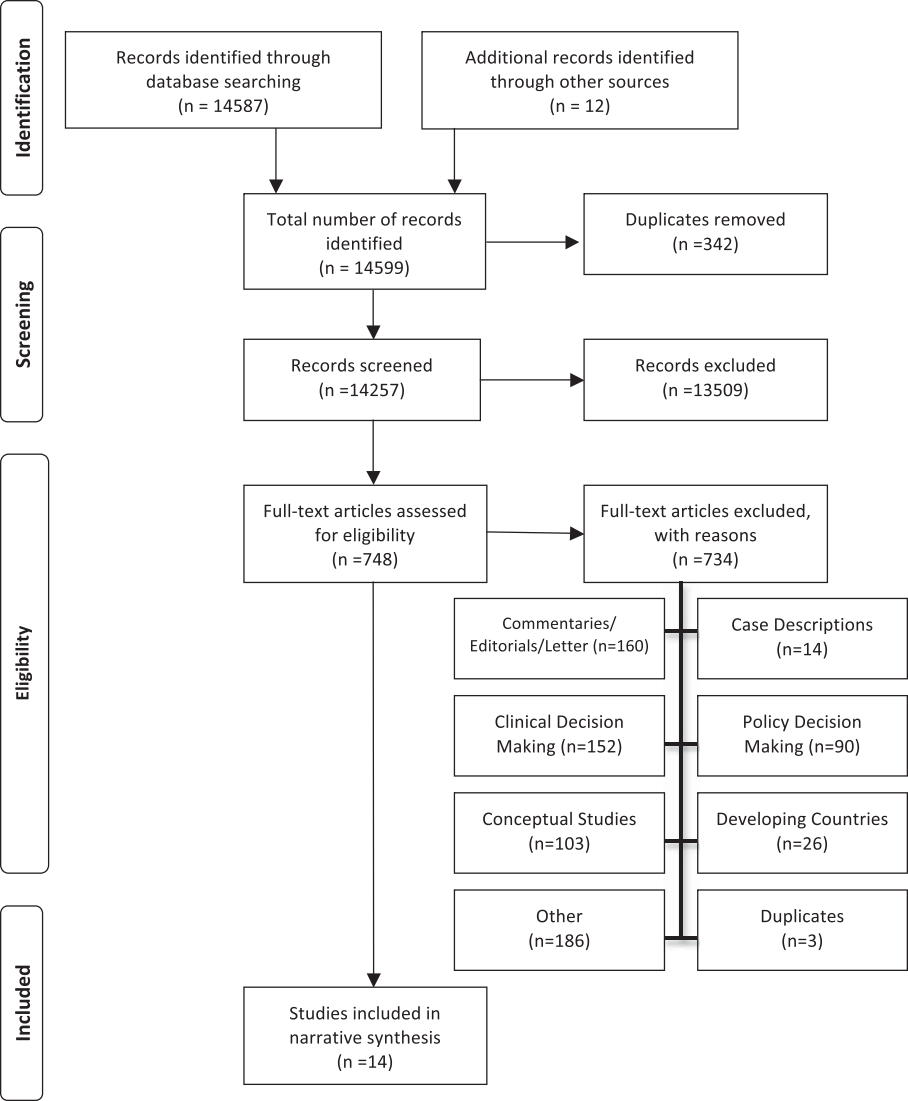 Identification
Records identified through
database searching
(n = 14587)
Additional records identified
through other sources
(n = 12)
Total number of records
identified
(n = 14599)
Duplicates removed
(n =342)
Screening
Records screened
(n =14257)
Records excluded
(n =13509)
Eligibility
Full-text articles assessed
for eligibility
(n =748)
Full-text articles excluded,
with reasons
(n =734)
Commentaries/
Editorials/Letter (n=160)
Case Descriptions
(n=14)
Clinical Decision
Making (n=152)
Policy Decision
Making (n=90)
Conceptual Studies
(n=103)
Developing Countries
(n=26)
Other
(n=186)
Duplicates
(n=3)
Included
Studies included in
narrative synthesis
(n =14)